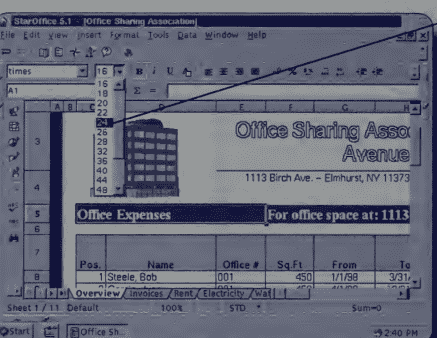 StarOffice 5.1 - [Office Sharing Association]
File Edit View Insert Format Tools Data Window Help
times 16 B i U A
A1 Σ =
16
18
20
22
24
26
28
32
36
40
44
48
A B C D E F G H
Office Sharing Asso
Avenue
3
1113 Birch Ave. – Elmhurst, NY 11373
4
5 Office Expenses For office space at: 1113
6
7 Pos. Name Office # Sq.Ft From To
8 1 Steele, Bob 001 450 1/1/98 3/31/
Overview Invoices Rent Electricity Wat
Sheet 1 / 11 Default 100% STD * Sum=0
Start Office Sh... 2:40 PM